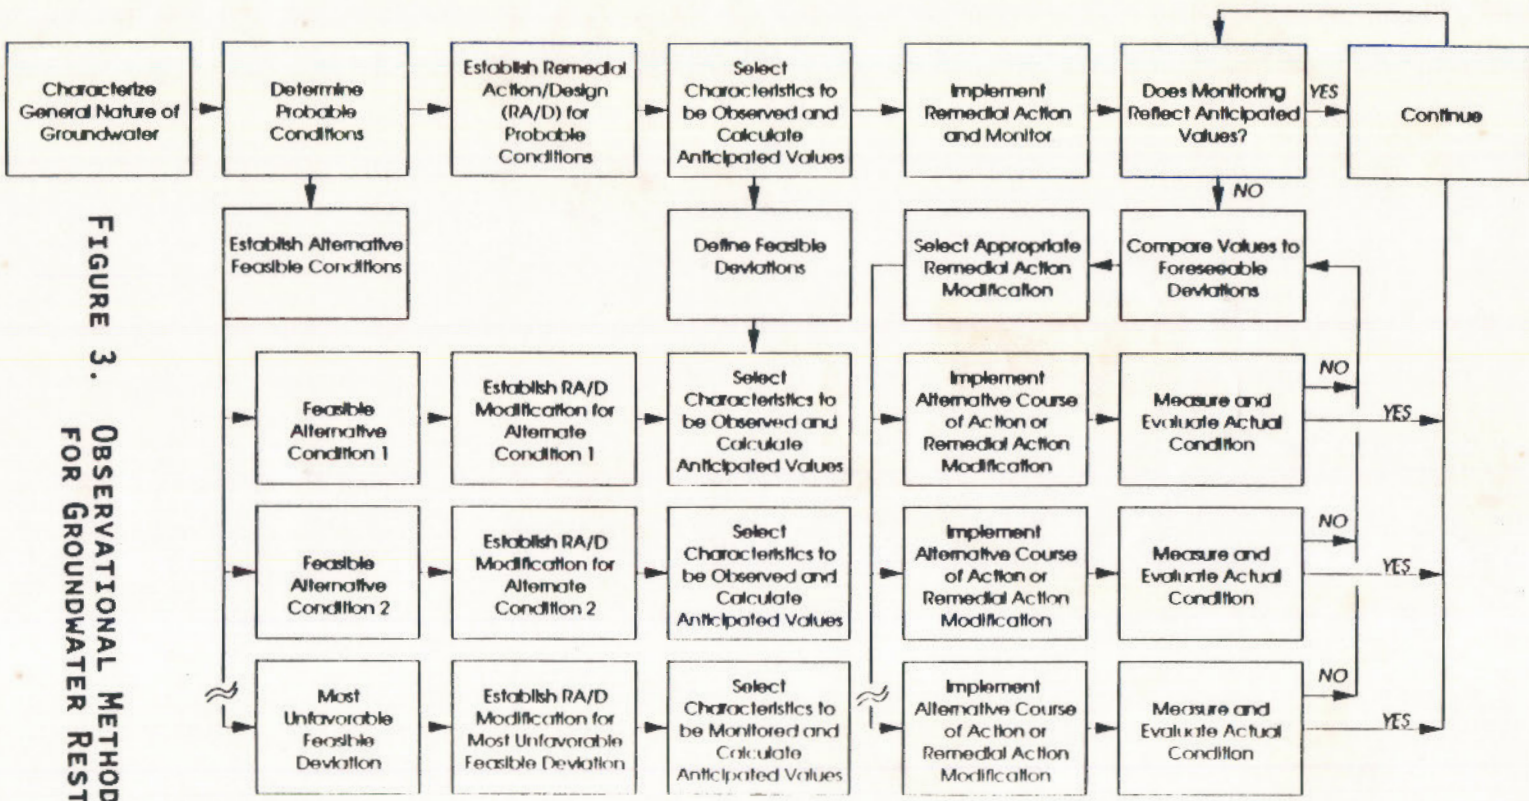 Characterize
General Nature of
Groundwater
Determine
Probable
Conditions
Establish Remedial
Action/Design
(RA/D) for
Probable
Conditions
Select
Characteristics to
be Observed and
Calculate
Anticipated Values
Implement
Remedial Action
and Monitor
Does Monitoring
Reflect Anticipated
Values?
YES
Continue
NO
Establish Alternative
Feasible Conditions
Define Feasible
Deviations
Select Appropriate
Remedial Action
Modification
Compare Values to
Foreseeable
Deviations
Feasible
Alternative
Condition 1
Establish RA/D
Modification for
Alternate
Condition 1
Select
Characteristics to
be Observed and
Calculate
Anticipated Values
Implement
Alternative Course
of Action or
Remedial Action
Modification
Measure and
Evaluate Actual
Condition
NO
YES
Feasible
Alternative
Condition 2
Establish RA/D
Modification for
Alternate
Condition 2
Select
Characteristics to
be Observed and
Calculate
Anticipated Values
Implement
Alternative Course
of Action or
Remedial Action
Modification
Measure and
Evaluate Actual
Condition
NO
YES
Most
Unfavorable
Feasible
Deviation
Establish RA/D
Modification for
Most Unfavorable
Feasible Deviation
Select
Characteristics to
be Monitored and
Calculate
Anticipated Values
Implement
Alternative Course
of Action or
Remedial Action
Modification
Measure and
Evaluate Actual
Condition
NO
YES
FIGURE 3. OBSERVATIONAL METHOD
FOR GROUNDWATER REST